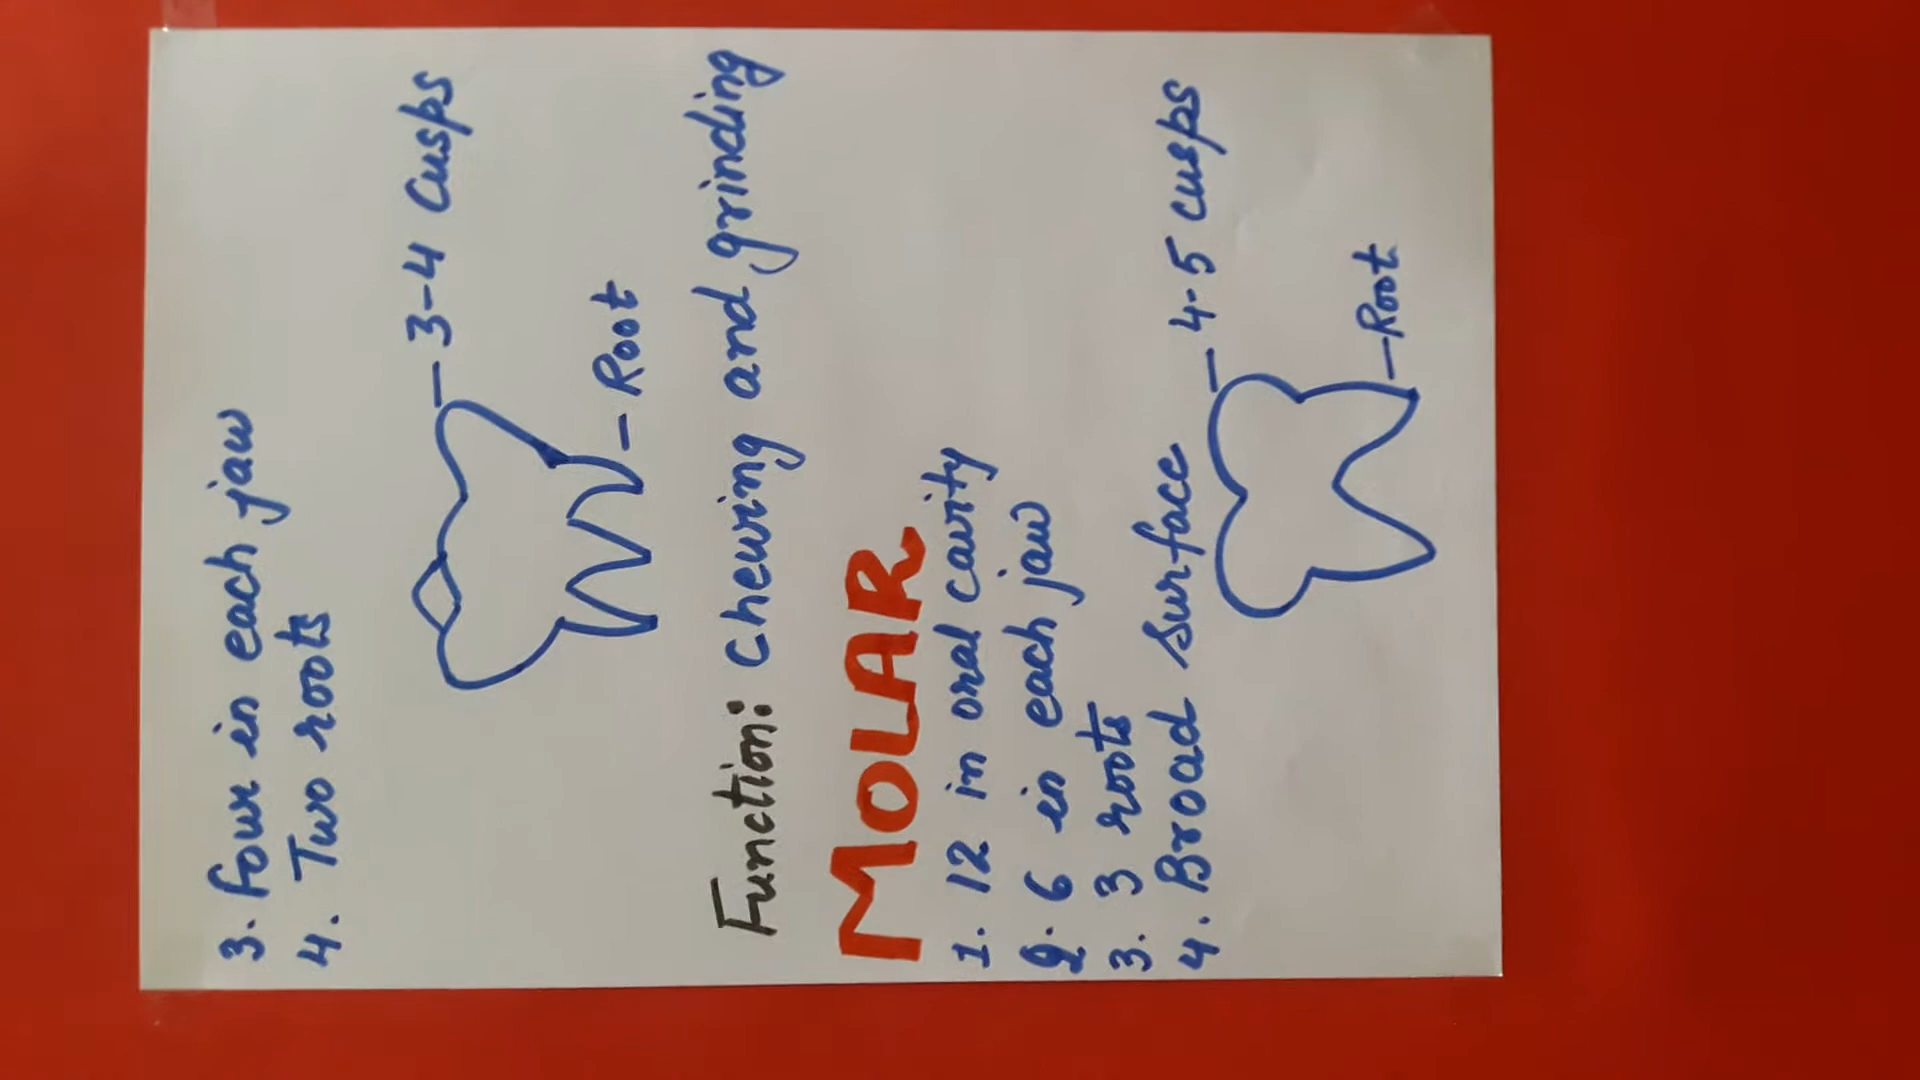 3. Four in each jaw
4. Two roots
3-4 Cusps
Root
Function: chewing and grinding
MOLAR
1. 12 in oral cavity
2. 6 in each jaw
3. 3 roots
4. Broad surface
4-5 cusps
Root